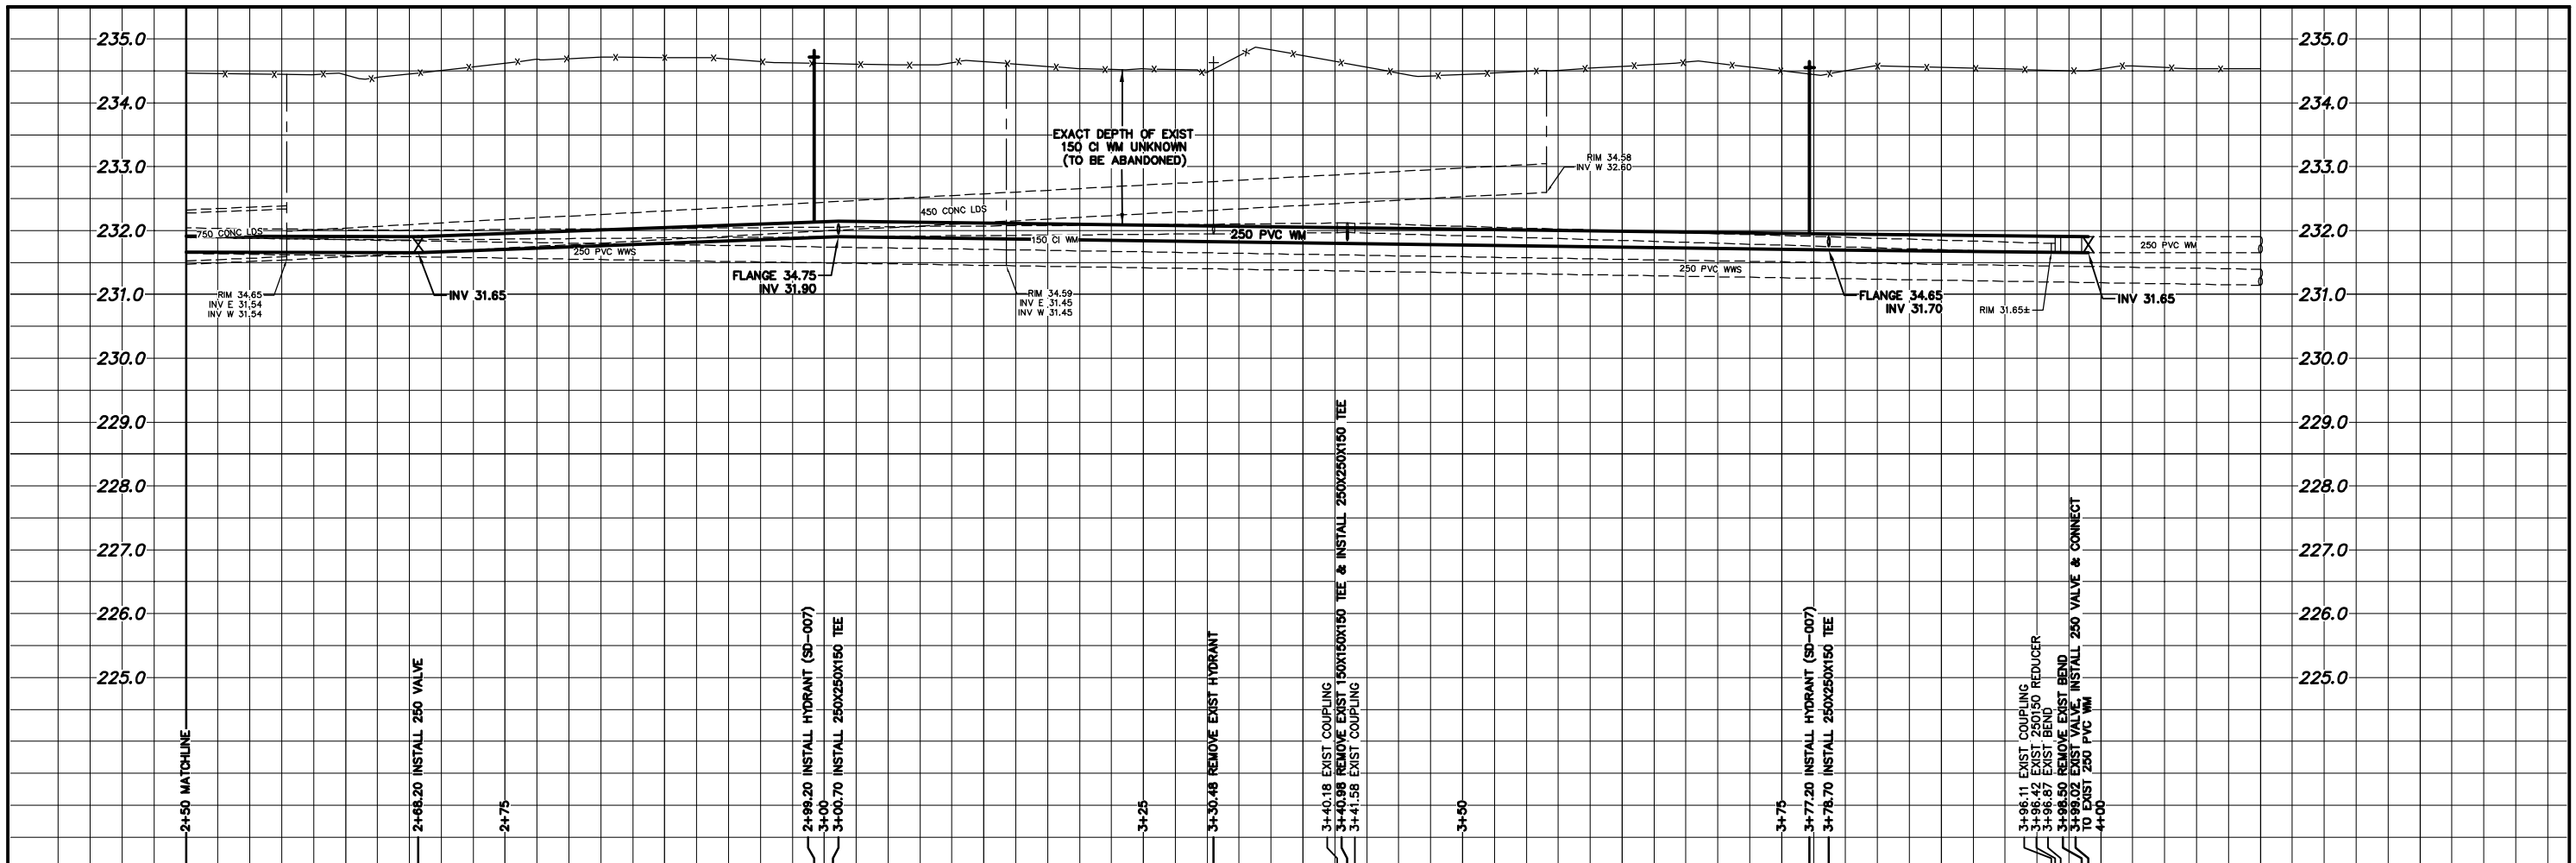 235.0
235.0
234.0
234.0
EXACT DEPTH OF EXIST
150 CI WM UNKNOWN
(TO BE ABANDONED)
233.0
233.0
RIM 34.58
INV W 32.60
232.0
232.0
750 CONC LDS
450 CONC LDS
250 PVC WM
150 CI WM
250 PVC WWS
250 PVC WM
250 PVC WWS
FLANGE 34.75
INV 31.90
231.0
231.0
RIM 34.65
INV E 31.54
INV W 31.54
INV 31.65
RIM 34.59
INV E 31.45
INV W 31.45
FLANGE 34.65
INV 31.70
RIM 31.65±
INV 31.65
230.0
230.0
229.0
229.0
228.0
228.0
227.0
227.0
226.0
226.0
225.0
225.0
2+50 MATCHLINE
2+68.20 INSTALL 250 VALVE
2+75
2+99.20 INSTALL HYDRANT (SD-007)
3+00
3+00.70 INSTALL 250X250X150 TEE
3+25
3+30.48 REMOVE EXIST HYDRANT
3+40.18 EXIST COUPLING
3+40.98 REMOVE EXIST 150X150X150 TEE & INSTALL 250X250X150 TEE
3+41.58 EXIST COUPLING
3+50
3+75
3+77.20 INSTALL HYDRANT (SD-007)
3+78.70 INSTALL 250X250X150 TEE
3+96.11 EXIST COUPLING
3+96.42 EXIST 250150 REDUCER
3+96.87 EXIST BEND
3+98.50 REMOVE EXIST BEND
3+99.02 EXIST VALVE, INSTALL 250 VALVE & CONNECT
TO EXIST 250 PVC WM
4+00